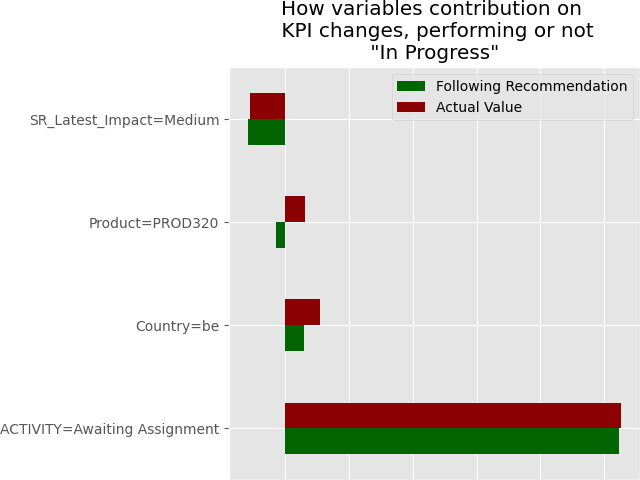 How variables contribution on
KPI changes, performing or not
"In Progress"
Following Recommendation
Actual Value
SR_Latest_Impact=Medium
Product=PROD320
Country=be
ACTIVITY=Awaiting Assignment